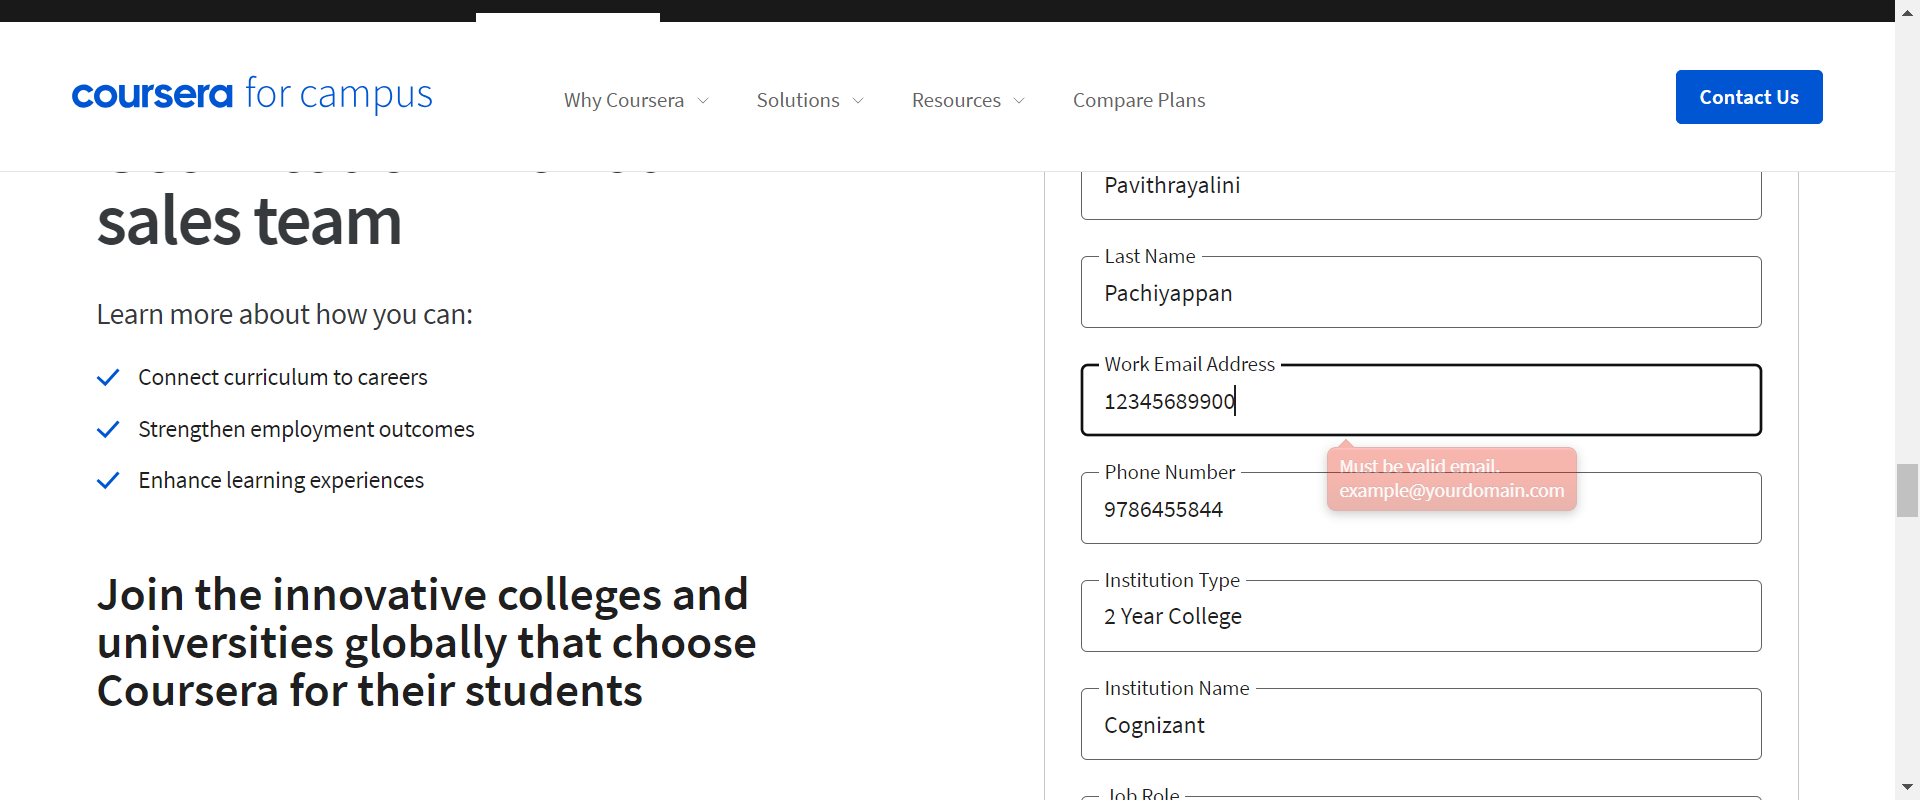 coursera for campus
Why Coursera
Solutions
Resources
Compare Plans
Contact Us
sales team
Learn more about how you can:
Connect curriculum to careers
Strengthen employment outcomes
Enhance learning experiences
Join the innovative colleges and
universities globally that choose
Coursera for their students
Pavithrayalini
Last Name
Pachiyappan
Work Email Address
12345689900
Must be valid email.
example@yourdomain.com
Phone Number
9786455844
Institution Type
2 Year College
Institution Name
Cognizant
Job Role